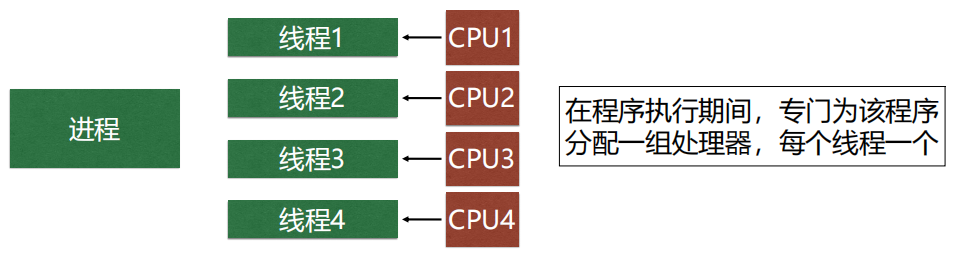 线程1
CPU1
线程2
CPU2
进程
线程3
CPU3
线程4
CPU4
在程序执行期间，专门为该程序
分配一组处理器，每个线程一个